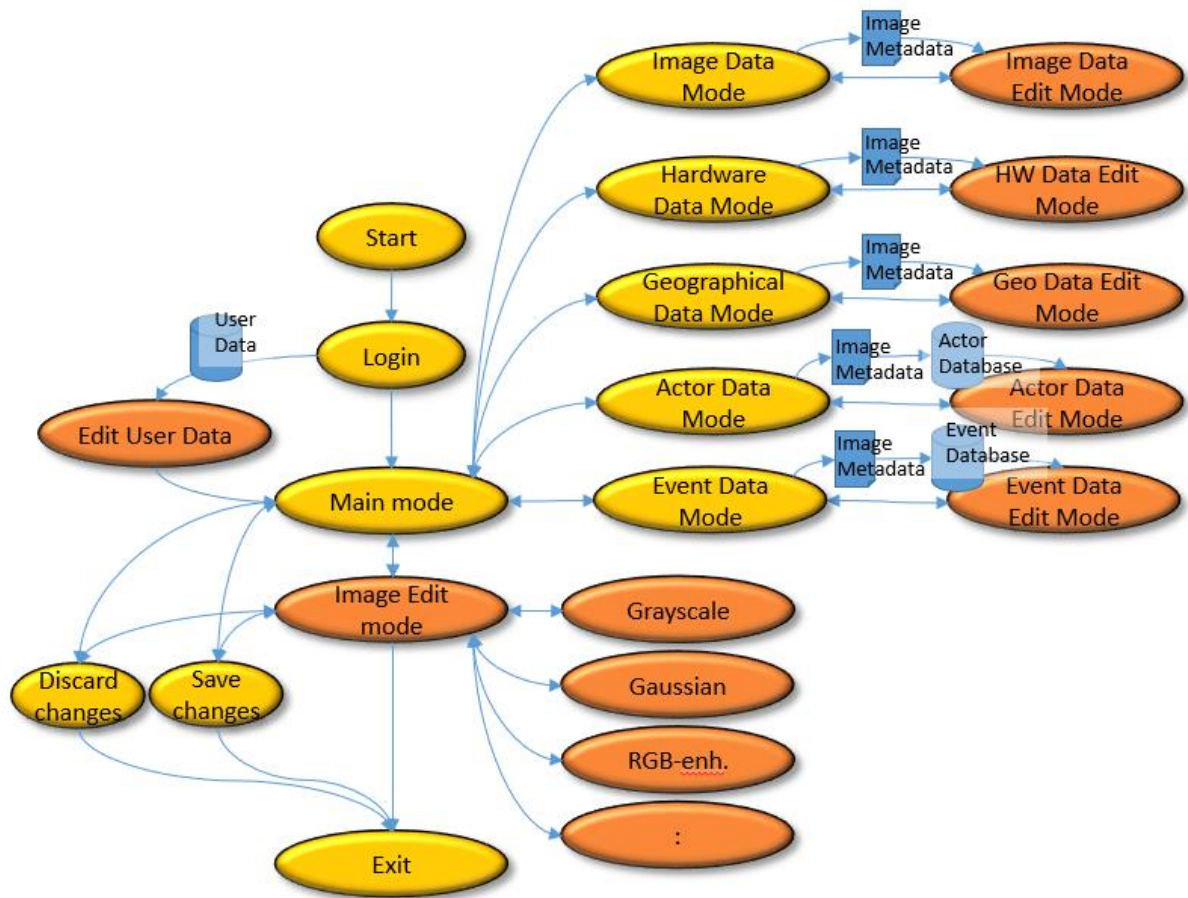 Image
Metadata
Image Data
Mode
Image Data
Edit Mode
Image
Metadata
Hardware
Data Mode
HW Data Edit
Mode
Start
Image
Metadata
Geographical
Data Mode
Geo Data Edit
Mode
User
Data
Login
Image
Metadata
Actor
Database
Actor Data
Mode
Actor Data
Edit Mode
Edit User Data
Image
Metadata
Event
Database
Main mode
Event Data
Mode
Event Data
Edit Mode
Image Edit
mode
Grayscale
Discard
changes
Save
changes
Gaussian
RGB-enh.
:
Exit